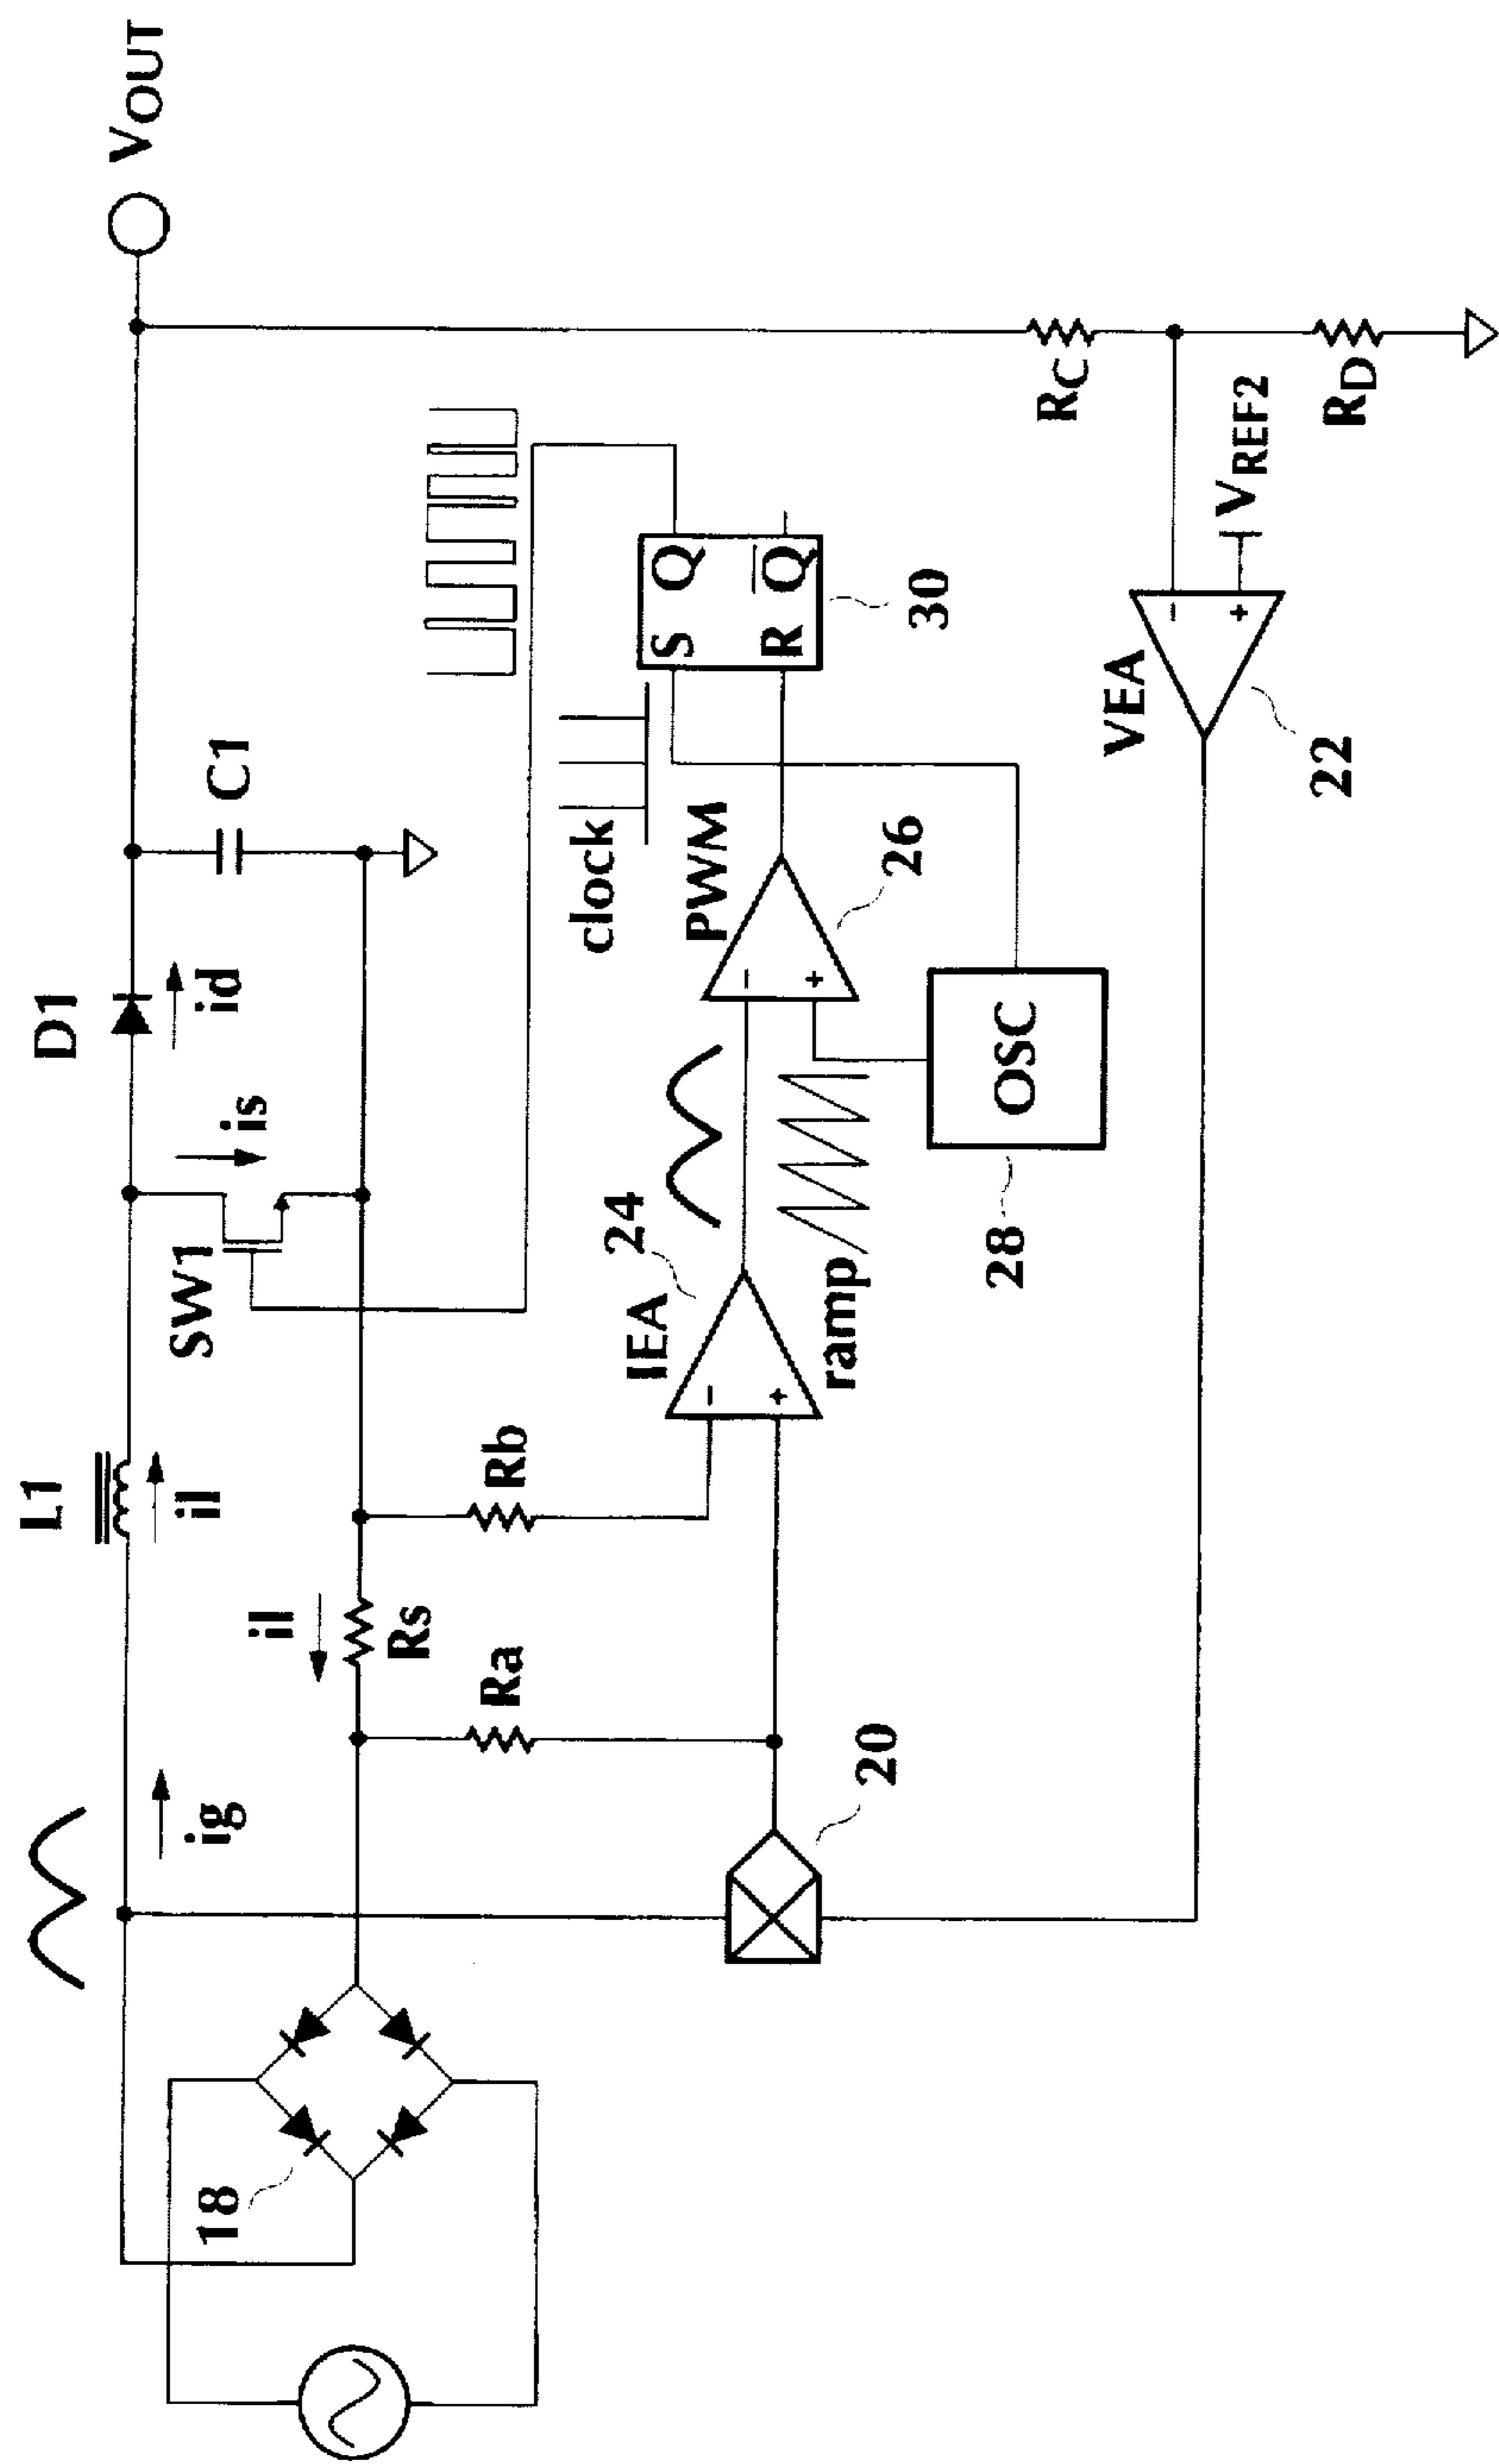 L1
D1
VOUT
ig
il
il
is
id
SW1
C1
18
Rs
Ra
Rb
IEA
24
-
+
clock
PWM
-
+
26
S Q
R Q̅
30
ramp
20
OSC
28
RC
VEA
-
+
VREF2
22
RD